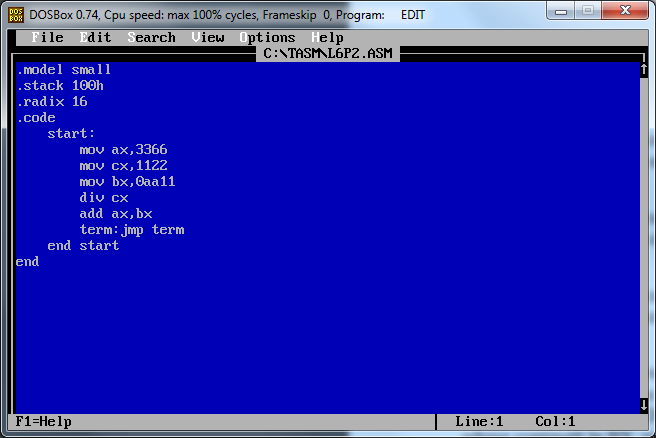 DOSBox 0.74, Cpu speed: max 100% cycles, Frameskip 0, Program: EDIT
File Edit Search View Options Help
C:\TASM\L6P2.ASM
.model small
.stack 100h
.radix 16
.code
start:
mov ax,3366
mov cx,1122
mov bx,0aa11
div cx
add ax,bx
term:jmp term
end start
end
F1=Help Line:1 Col:1